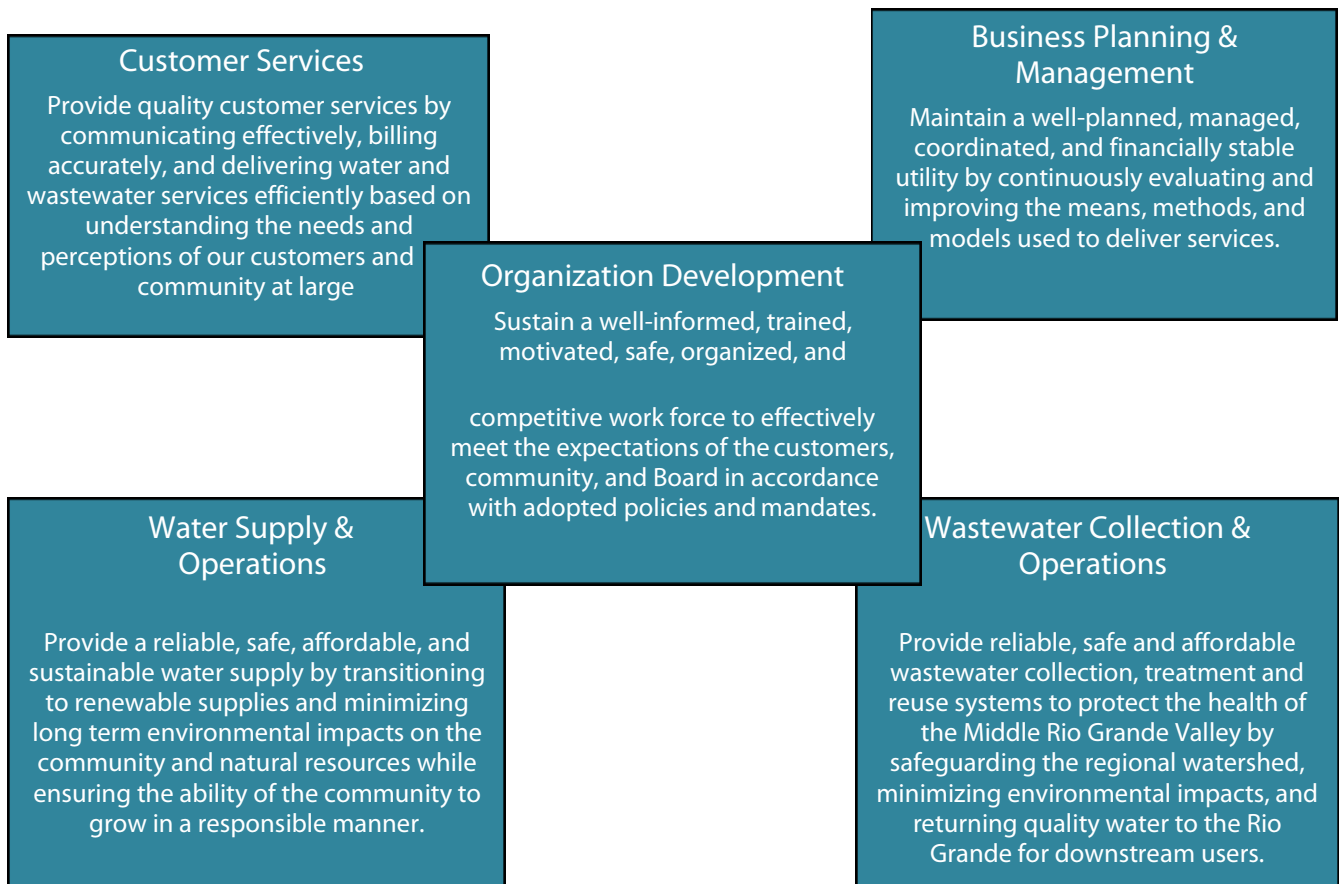 Customer Services
Provide quality customer services by
communicating effectively, billing
accurately, and delivering water and
wastewater services efficiently based on
understanding the needs and
perceptions of our customers and
community at large
Business Planning &
Management
Maintain a well-planned, managed,
coordinated, and financially stable
utility by continuously evaluating and
improving the means, methods, and
models used to deliver services.
Organization Development
Sustain a well-informed, trained,
motivated, safe, organized, and
competitive work force to effectively
meet the expectations of the customers,
community, and Board in accordance
with adopted policies and mandates.
Water Supply &
Operations
Provide a reliable, safe, affordable, and
sustainable water supply by transitioning
to renewable supplies and minimizing
long term environmental impacts on the
community and natural resources while
ensuring the ability of the community to
grow in a responsible manner.
Wastewater Collection &
Operations
Provide reliable, safe and affordable
wastewater collection, treatment and
reuse systems to protect the health of
the Middle Rio Grande Valley by
safeguarding the regional watershed,
minimizing environmental impacts, and
returning quality water to the Rio
Grande for downstream users.